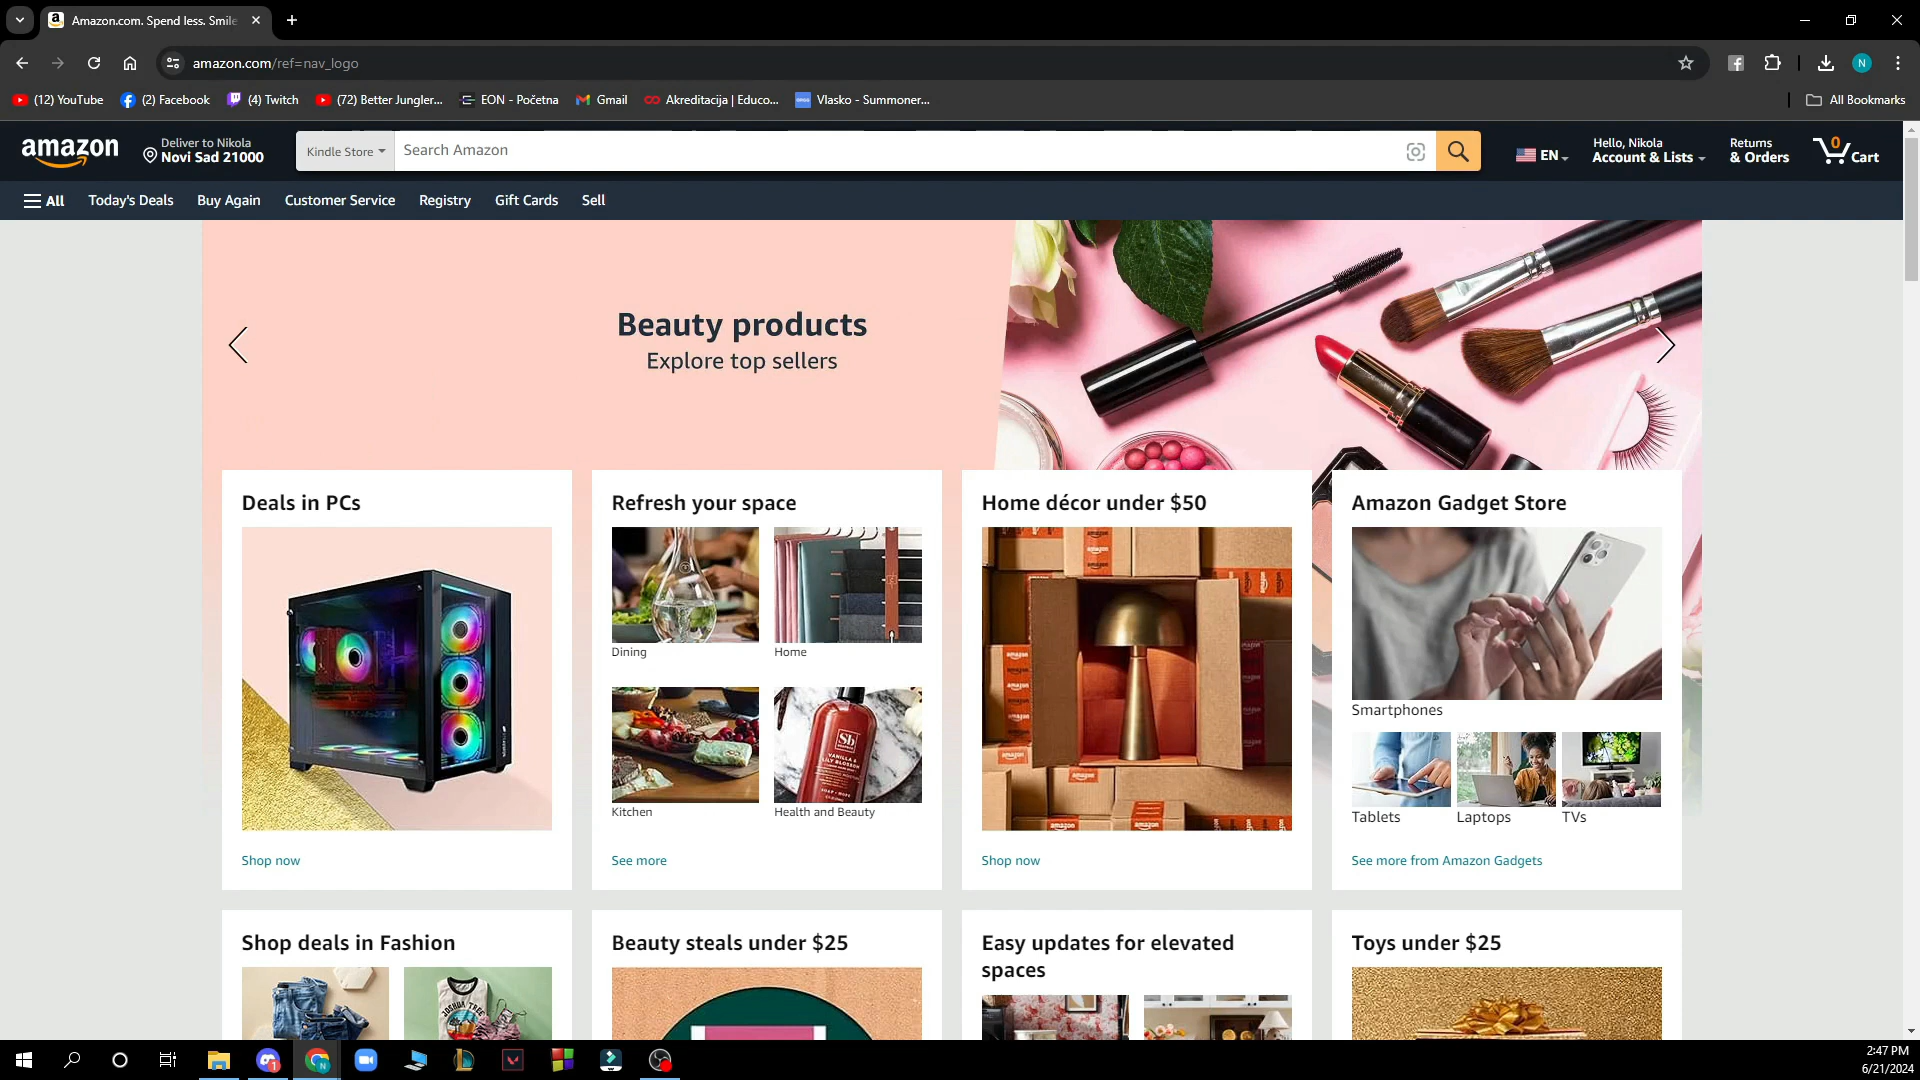 Amazon.com. Spend less. Smile
amazon.com/ref=nav_logo
(12) YouTube
(2) Facebook
(4) Twitch
(72) Better Jungler...
EON - Početna
Gmail
Akreditacija | Educo...
Vlasko - Summoner...
All Bookmarks
amazon
Deliver to Nikola
Novi Sad 21000
Kindle Store
Search Amazon
EN
Hello, Nikola
Account & Lists
Returns
& Orders
0
Cart
All
Today's Deals
Buy Again
Customer Service
Registry
Gift Cards
Sell
Beauty products
Explore top sellers
Deals in PCs
Shop now
Refresh your space
Dining
Home
Kitchen
Health and Beauty
See more
Home décor under $50
Shop now
Amazon Gadget Store
Smartphones
Tablets
Laptops
TVs
See more from Amazon Gadgets
Shop deals in Fashion
Beauty steals under $25
Easy updates for elevated
spaces
Toys under $25
Sb
VANILLA &
LILY BLOSSOM
JOSHUA TREE
N
2:47 PM
6/21/2024